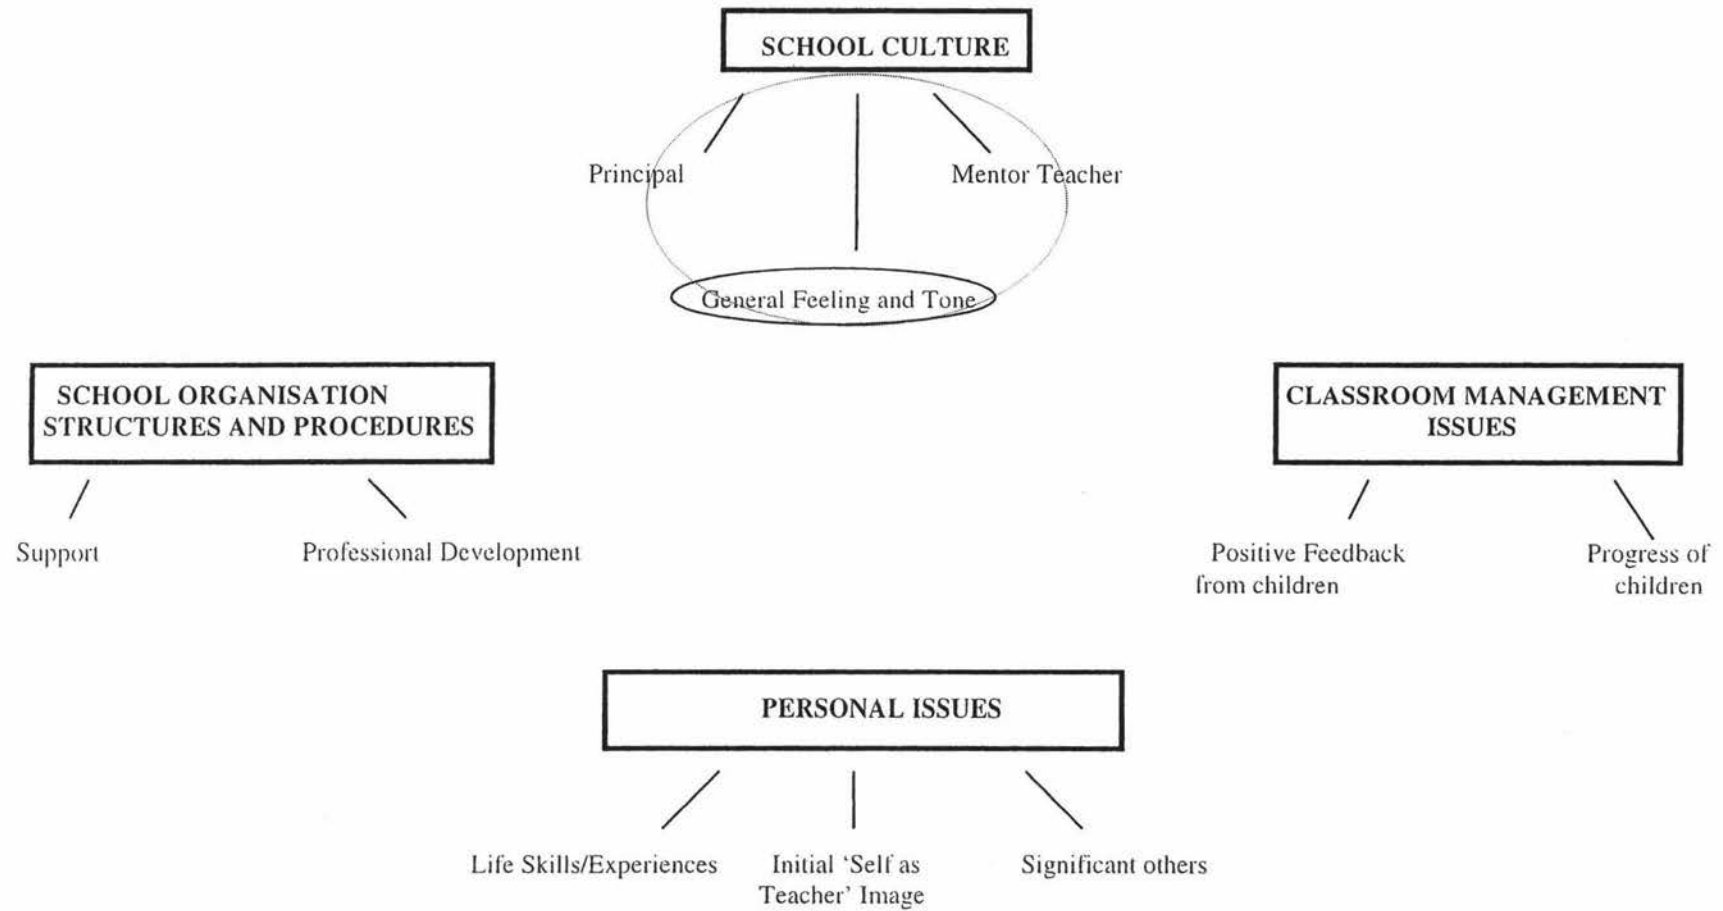 SCHOOL CULTURE
Principal
Mentor Teacher
General Feeling and Tone
SCHOOL ORGANISATION
STRUCTURES AND PROCEDURES
CLASSROOM MANAGEMENT
ISSUES
Support
Professional Development
Positive Feedback
from children
Progress of
children
PERSONAL ISSUES
Life Skills/Experiences
Initial ‘Self as
Teacher’ Image
Significant others